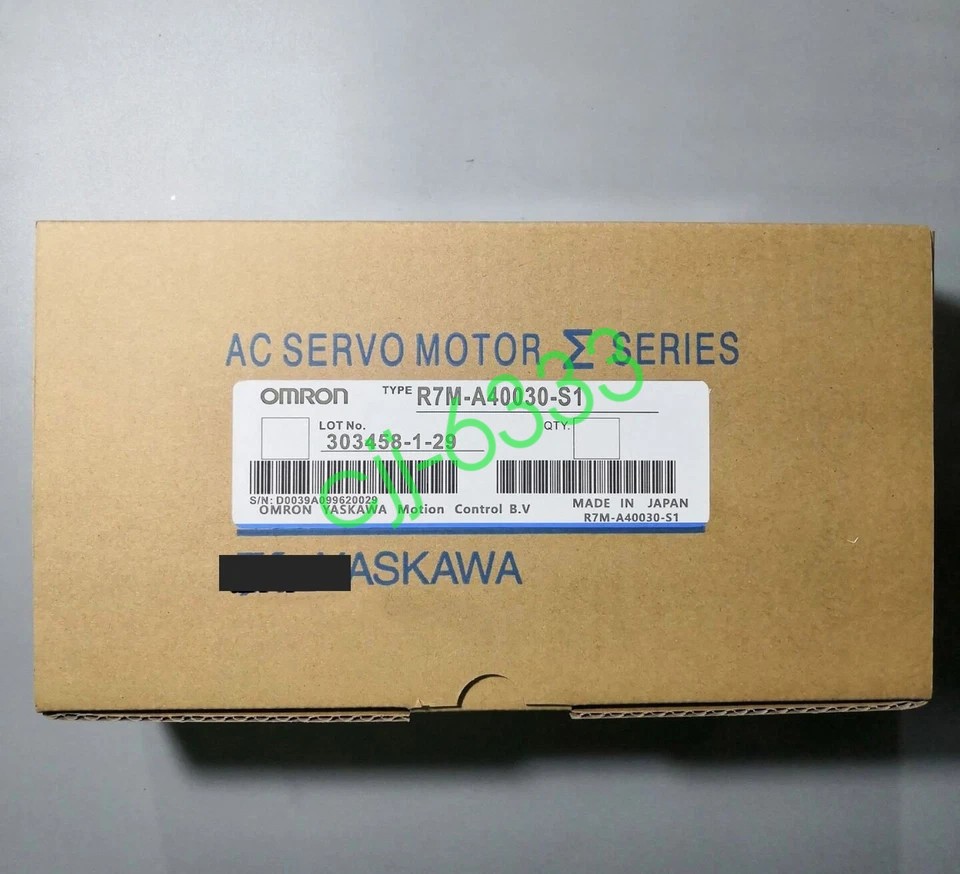 AC SERVO MOTOR Σ SERIES
OMRON TYPE R7M-A40030-S1
LOT No. QTY.
303458-1-29
S/N: D0039A099620029 MADE IN JAPAN
OMRON YASKAWA Motion Control B.V R7M-A40030-S1
YASKAWA
cjj-6333